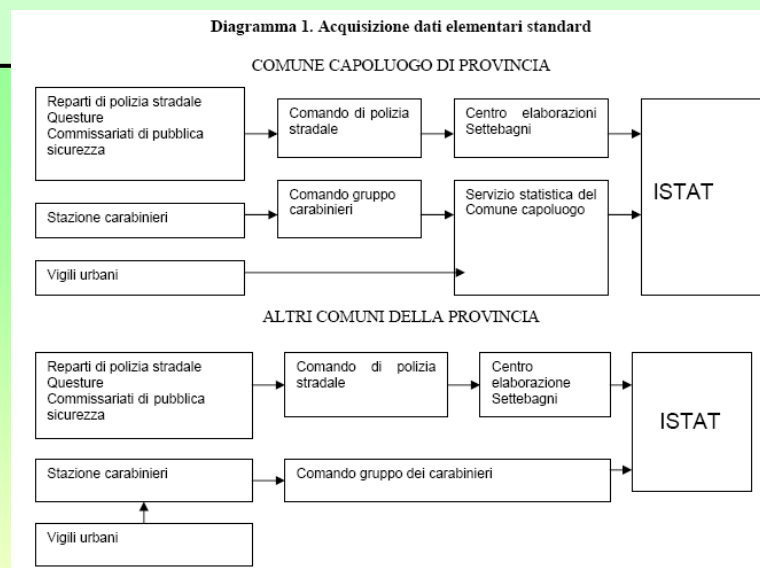 Diagramma 1. Acquisizione dati elementari standard
COMUNE CAPOLUOGO DI PROVINCIA
Reparti di polizia stradale
Questure
Commissariati di pubblica
sicurezza
Comando di polizia
stradale
Centro elaborazioni
Settebagni
ISTAT
Stazione carabinieri
Comando gruppo
carabinieri
Servizio statistica del
Comune capoluogo
Vigili urbani
ALTRI COMUNI DELLA PROVINCIA
Reparti di polizia stradale
Questure
Commissariati di pubblica
sicurezza
Comando di polizia
stradale
Centro
elaborazione
Settebagni
ISTAT
Stazione carabinieri
Comando gruppo dei carabinieri
Vigili urbani